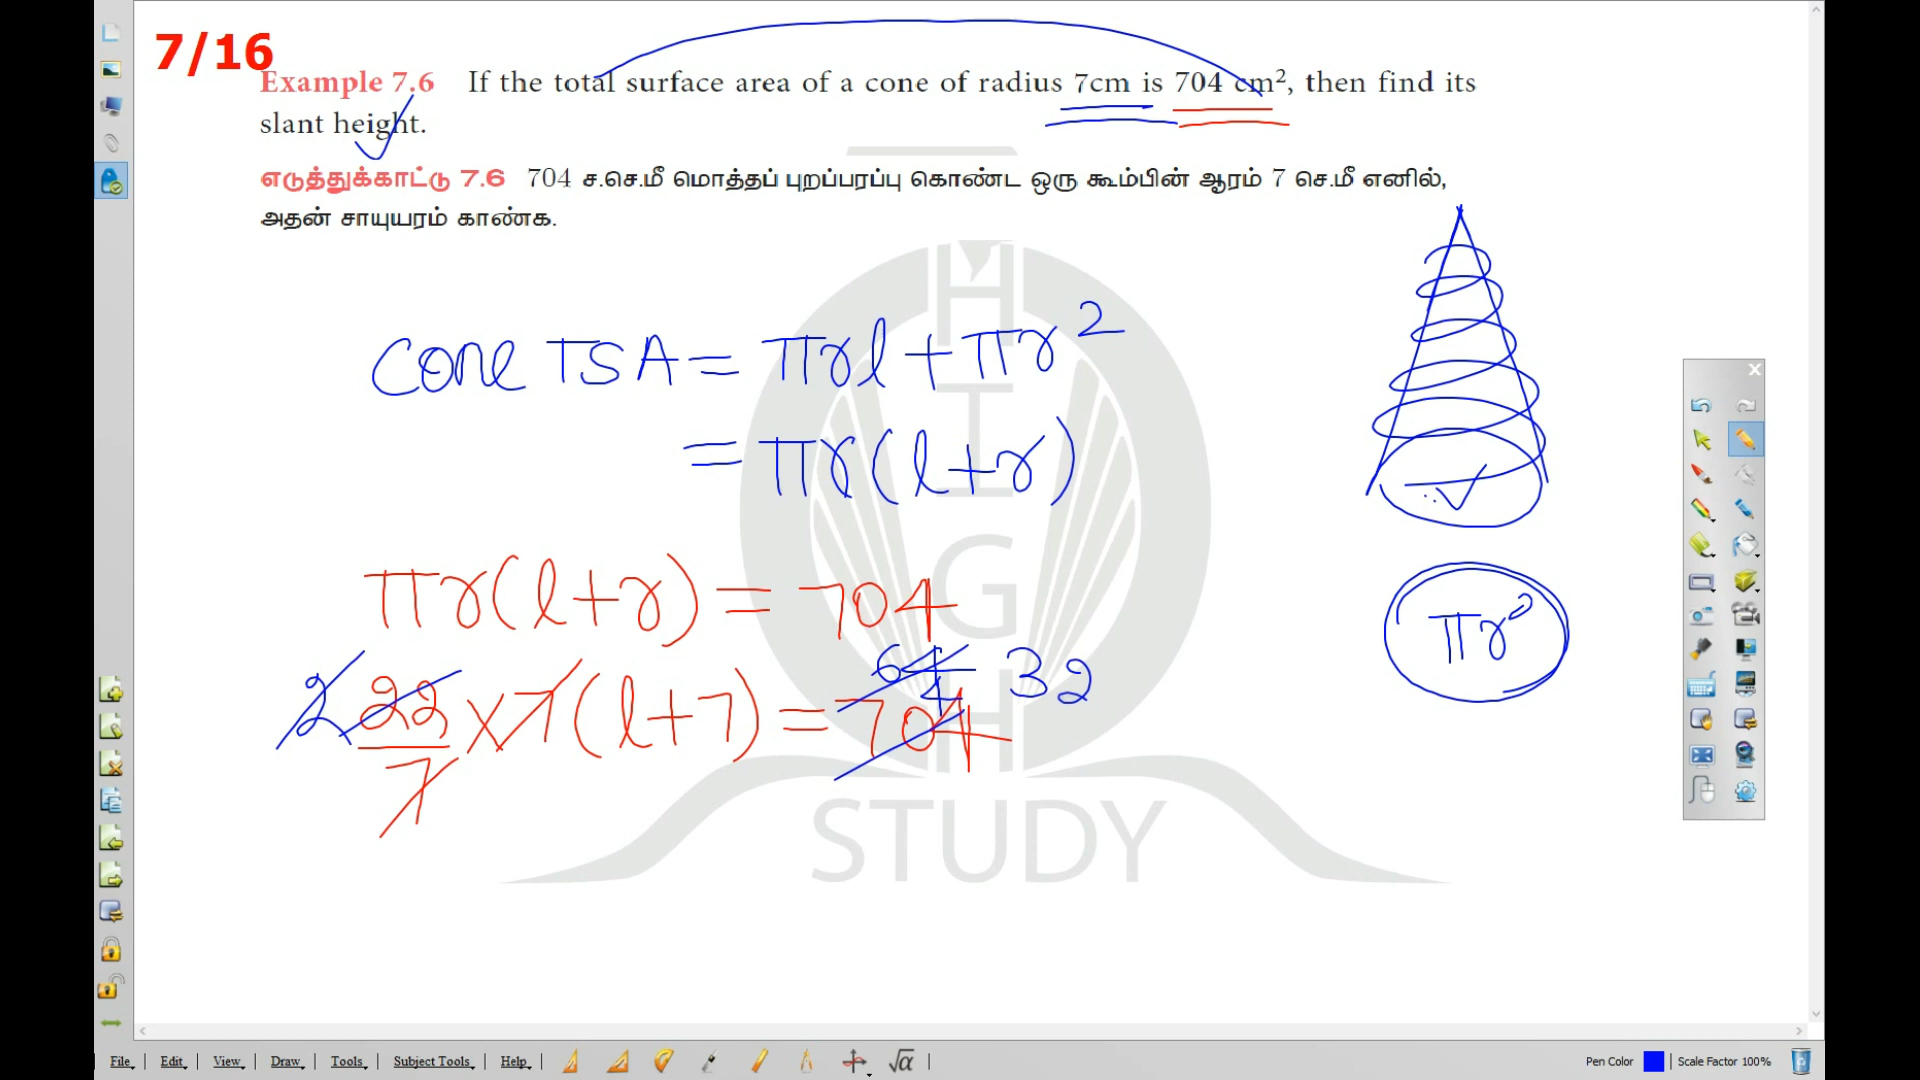 7/16
Example 7.6 If the total surface area of a cone of radius 7cm is 704 cm², then find its
slant height.
எடுத்துக்காட்டு 7.6 704 ச.செ.மீ மொத்தப் புறப்பரப்பு கொண்ட ஒரு கூம்பின் ஆரம் 7 செ.மீ எனில்,
அதன் சாயுயரம் காண்க.
Cone TSA = πrl + πr²
= πr(l+r)
πr(l+r) = 704
πr²
2 64 32
22/7 × 7(l+7) = 704
HIGH
STUDY
File Edit View Draw Tools Subject Tools Help √α Pen Color Scale Factor 100%